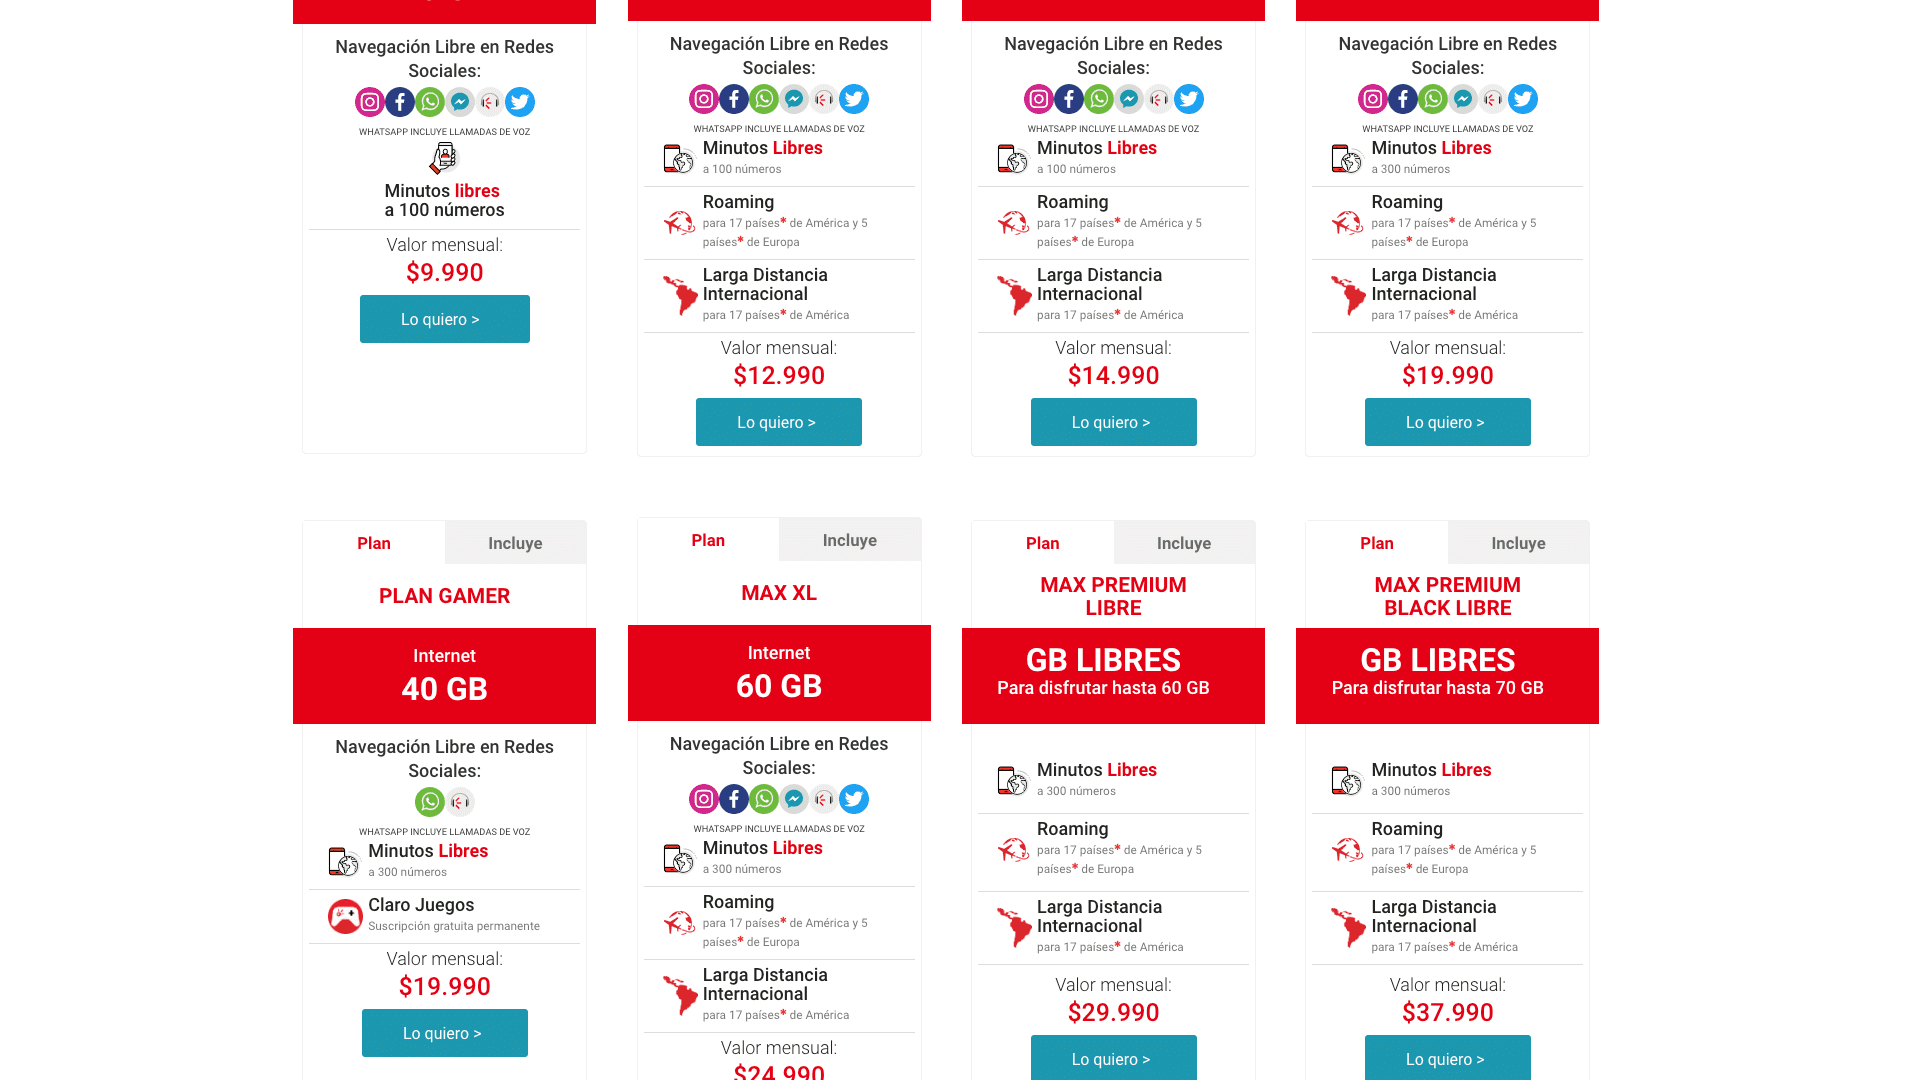 Navegación Libre en Redes
Sociales:
WHATSAPP INCLUYE LLAMADAS DE VOZ
Minutos libres
a 100 números
Valor mensual:
$9.990
Lo quiero >
Navegación Libre en Redes
Sociales:
WHATSAPP INCLUYE LLAMADAS DE VOZ
Minutos Libres
a 100 números
Roaming
para 17 países* de América y 5
países* de Europa
Larga Distancia
Internacional
para 17 países* de América
Valor mensual:
$12.990
Lo quiero >
Navegación Libre en Redes
Sociales:
WHATSAPP INCLUYE LLAMADAS DE VOZ
Minutos Libres
a 100 números
Roaming
para 17 países* de América y 5
países* de Europa
Larga Distancia
Internacional
para 17 países* de América
Valor mensual:
$14.990
Lo quiero >
Navegación Libre en Redes
Sociales:
WHATSAPP INCLUYE LLAMADAS DE VOZ
Minutos Libres
a 300 números
Roaming
para 17 países* de América y 5
países* de Europa
Larga Distancia
Internacional
para 17 países* de América
Valor mensual:
$19.990
Lo quiero >
Plan Incluye
PLAN GAMER
Internet
40 GB
Navegación Libre en Redes
Sociales:
WHATSAPP INCLUYE LLAMADAS DE VOZ
Minutos Libres
a 300 números
Claro Juegos
Suscripción gratuita permanente
Valor mensual:
$19.990
Lo quiero >
Plan Incluye
MAX XL
Internet
60 GB
Navegación Libre en Redes
Sociales:
WHATSAPP INCLUYE LLAMADAS DE VOZ
Minutos Libres
a 300 números
Roaming
para 17 países* de América y 5
países* de Europa
Larga Distancia
Internacional
para 17 países* de América
Valor mensual:
$24.990
Plan Incluye
MAX PREMIUM
LIBRE
GB LIBRES
Para disfrutar hasta 60 GB
Minutos Libres
a 300 números
Roaming
para 17 países* de América y 5
países* de Europa
Larga Distancia
Internacional
para 17 países* de América
Valor mensual:
$29.990
Lo quiero >
Plan Incluye
MAX PREMIUM
BLACK LIBRE
GB LIBRES
Para disfrutar hasta 70 GB
Minutos Libres
a 300 números
Roaming
para 17 países* de América y 5
países* de Europa
Larga Distancia
Internacional
para 17 países* de América
Valor mensual:
$37.990
Lo quiero >